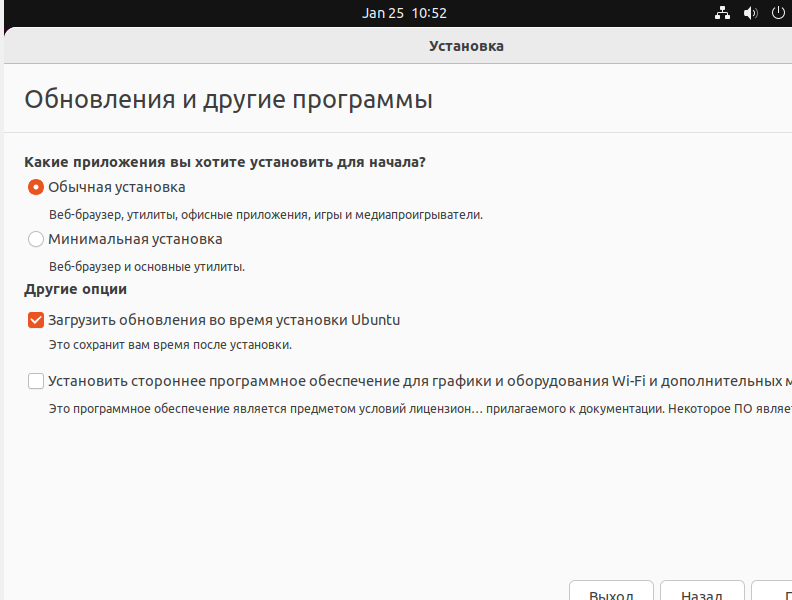 Jan 25 10:52
Установка
Обновления и другие программы
Какие приложения вы хотите установить для начала?
Обычная установка
Веб-браузер, утилиты, офисные приложения, игры и медиапроигрыватели.
Минимальная установка
Веб-браузер и основные утилиты.
Другие опции
Загрузить обновления во время установки Ubuntu
Это сохранит вам время после установки.
Установить стороннее программное обеспечение для графики и оборудования Wi-Fi и дополнительных
Это программное обеспечение является предметом условий лицензион… прилагаемого к документации. Некоторое ПО
Выход Назад